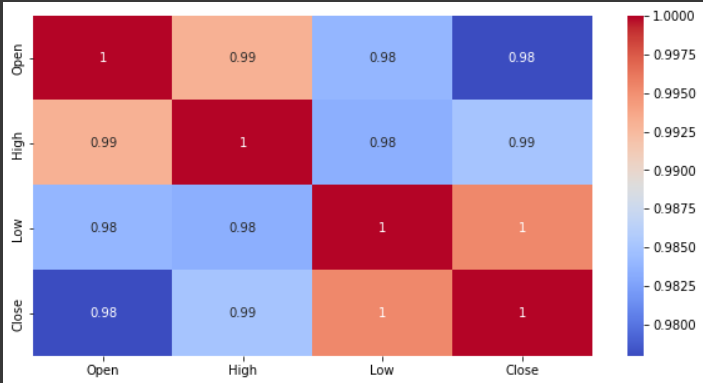 Open 1 0.99 0.98 0.98
High 0.99 1 0.98 0.99
Low 0.98 0.98 1 1
Close 0.98 0.99 1 1
Open High Low Close
1.0000
0.9975
0.9950
0.9925
0.9900
0.9875
0.9850
0.9825
0.9800